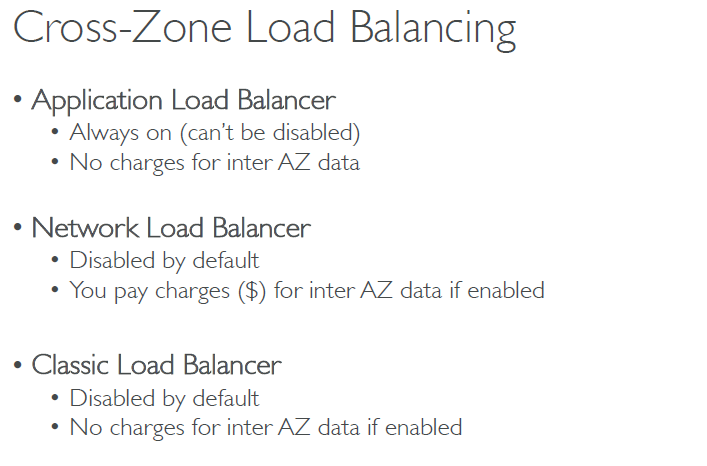 Cross-Zone Load Balancing
• Application Load Balancer
• Always on (can't be disabled)
• No charges for inter AZ data
• Network Load Balancer
• Disabled by default
• You pay charges ($) for inter AZ data if enabled
• Classic Load Balancer
• Disabled by default
• No charges for inter AZ data if enabled